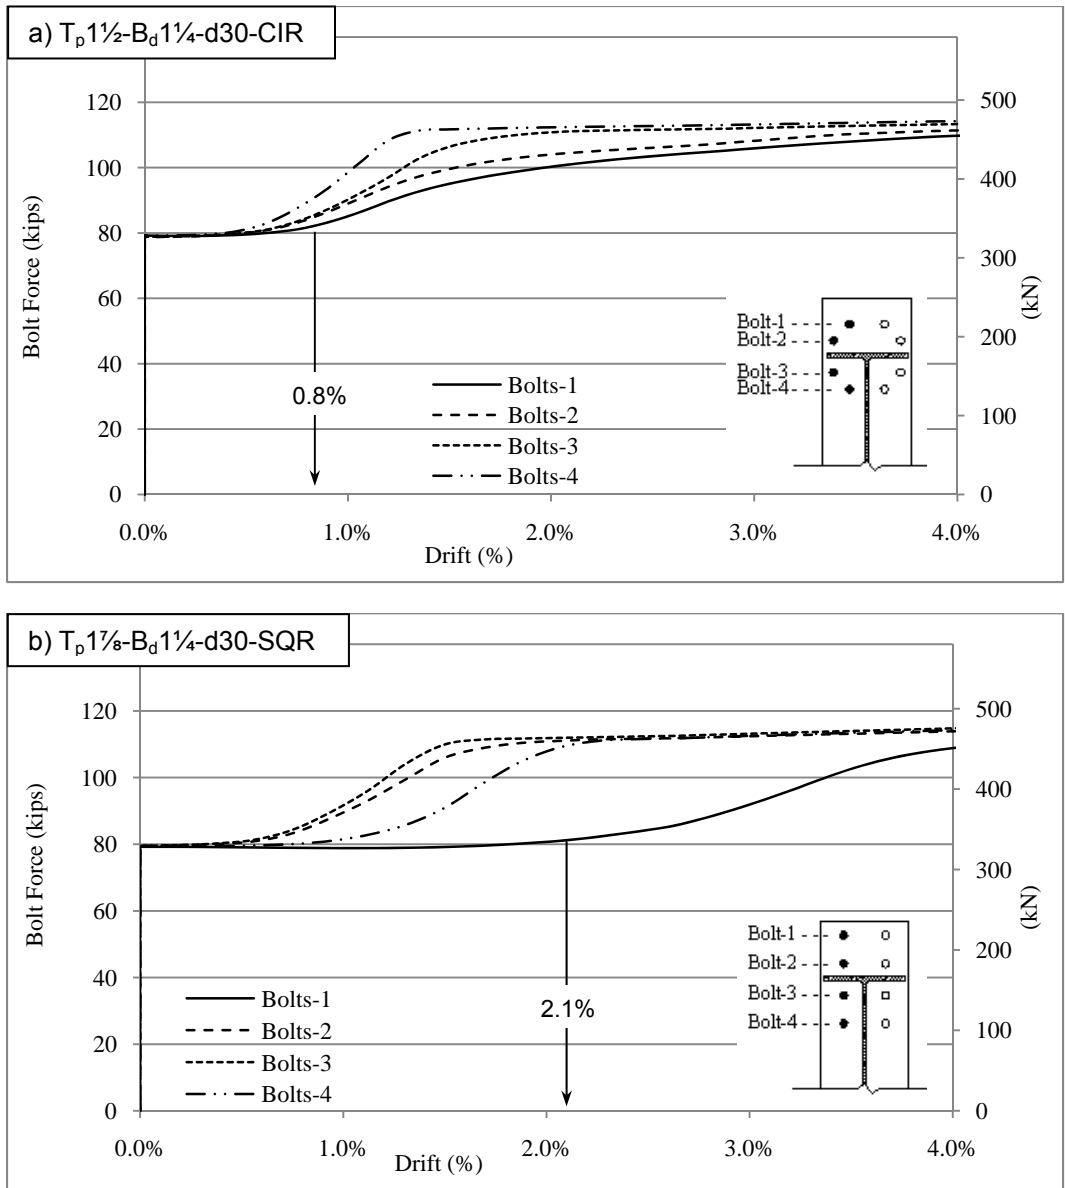 a) Tp1½-Bd1¼-d30-CIR
120
100
80
60
40
20
0
Bolt Force (kips)
500
400
300
200
100
0
(kN)
0.8%
Bolts-1
Bolts-2
Bolts-3
Bolts-4
Bolt-1
Bolt-2
Bolt-3
Bolt-4
0.0% 1.0% 2.0% 3.0% 4.0%
Drift (%)
b) Tp1⅞-Bd1¼-d30-SQR
120
100
80
60
40
20
0
Bolt Force (kips)
500
400
300
200
100
0
(kN)
2.1%
Bolts-1
Bolts-2
Bolts-3
Bolts-4
Bolt-1
Bolt-2
Bolt-3
Bolt-4
0.0% 1.0% 2.0% 3.0% 4.0%
Drift (%)